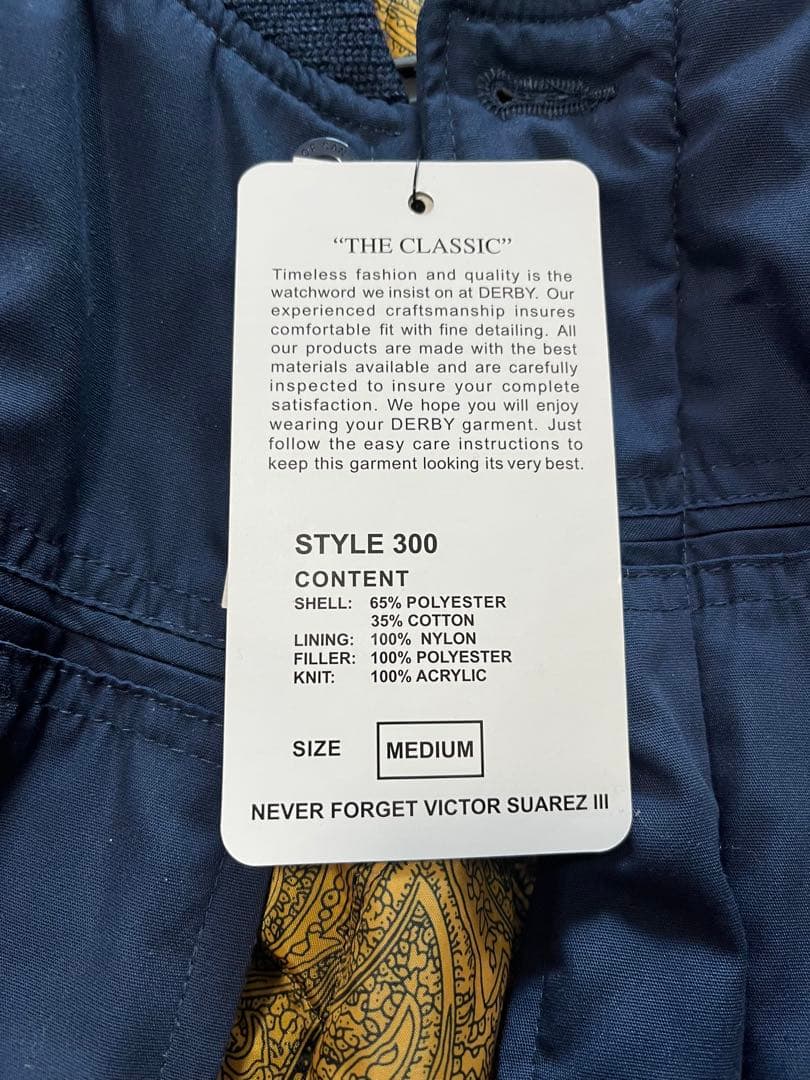 “THE CLASSIC”
Timeless fashion and quality is the
watchword we insist on at DERBY. Our
experienced craftsmanship insures
comfortable fit with fine detailing. All
our products are made with the best
materials available and are carefully
inspected to insure your complete
satisfaction. We hope you will enjoy
wearing your DERBY garment. Just
follow the easy care instructions to
keep this garment looking its very best.
STYLE 300
CONTENT
SHELL: 65% POLYESTER
35% COTTON
LINING: 100% NYLON
FILLER: 100% POLYESTER
KNIT: 100% ACRYLIC
SIZE MEDIUM
NEVER FORGET VICTOR SUAREZ III